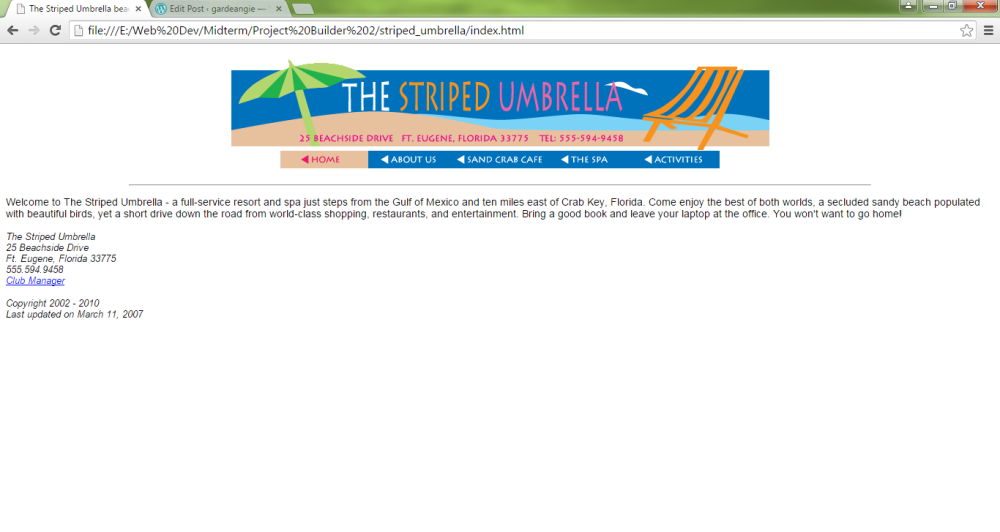 The Striped Umbrella bea
Edit Post ‹ gardeangie —
file:///E:/Web%20Dev/Midterm/Project%20Builder%202/striped_umbrella/index.html
THE STRIPED UMBRELLA
25 BEACHSIDE DRIVE FT. EUGENE, FLORIDA 33775 TEL: 555-594-9458
HOME ABOUT US SAND CRAB CAFE THE SPA ACTIVITIES
Welcome to The Striped Umbrella - a full-service resort and spa just steps from the Gulf of Mexico and ten miles east of Crab Key, Florida. Come enjoy the best of both worlds, a secluded sandy beach populated
with beautiful birds, yet a short drive down the road from world-class shopping, restaurants, and entertainment. Bring a good book and leave your laptop at the office. You won't want to go home!
The Striped Umbrella
25 Beachside Drive
Ft. Eugene, Florida 33775
555.594.9458
Club Manager
Copyright 2002 - 2010
Last updated on March 11, 2007